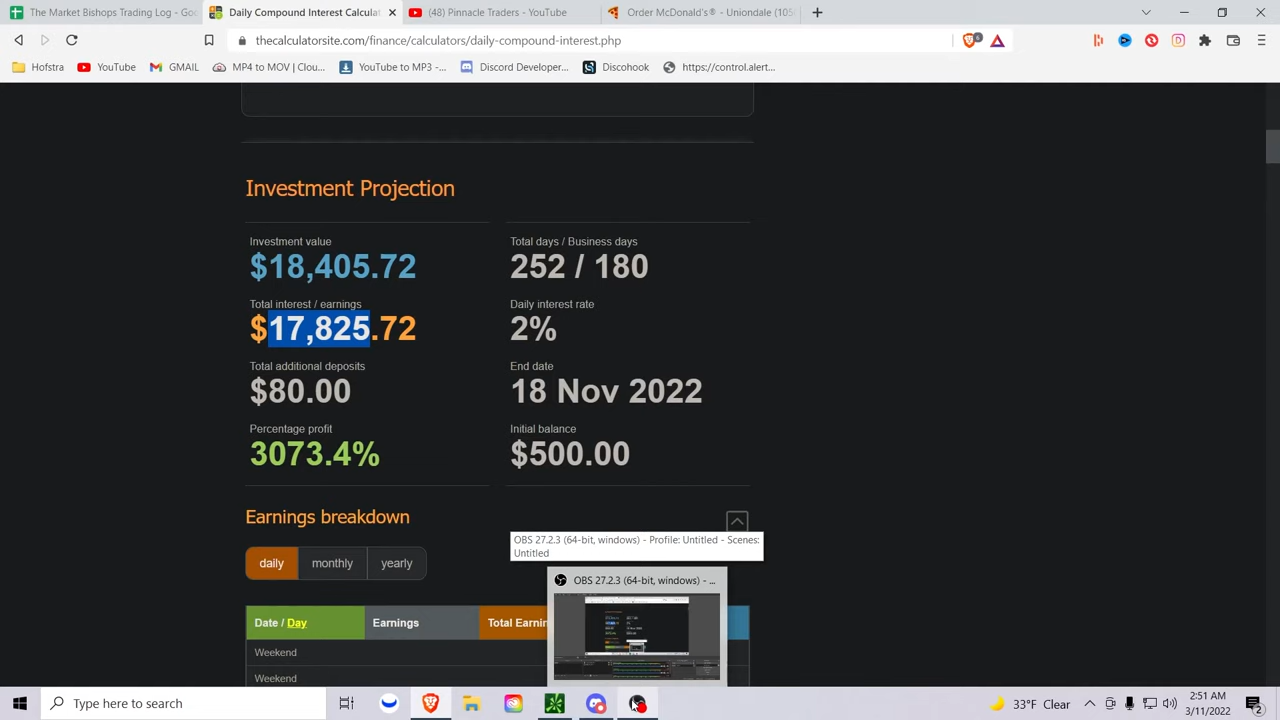 The Market Bishops Trading Log - Goo
Daily Compound Interest Calculat
(48) Pinnacle Traders - YouTube
Order McDonald's® - Uniondale (105
thecalculatorsite.com/finance/calculators/daily-compound-interest.php
6
Hofstra
YouTube
GMAIL
MP4 to MOV | Clou...
YouTube to MP3 -...
Discord Developer...
Discohook
https://control.alert...
Investment Projection
Investment value
$18,405.72
Total days / Business days
252 / 180
Total interest / earnings
$17,825.72
Daily interest rate
2%
Total additional deposits
$80.00
End date
18 Nov 2022
Percentage profit
3073.4%
Initial balance
$500.00
Earnings breakdown
OBS 27.2.3 (64-bit, windows) - Profile: Untitled - Scenes:
Untitled
daily
monthly
yearly
OBS 27.2.3 (64-bit, windows) - ...
Date / Day
Earnings
Total Earnin
Weekend
Weekend
Type here to search
33°F Clear
2:51 AM
3/11/2022
2